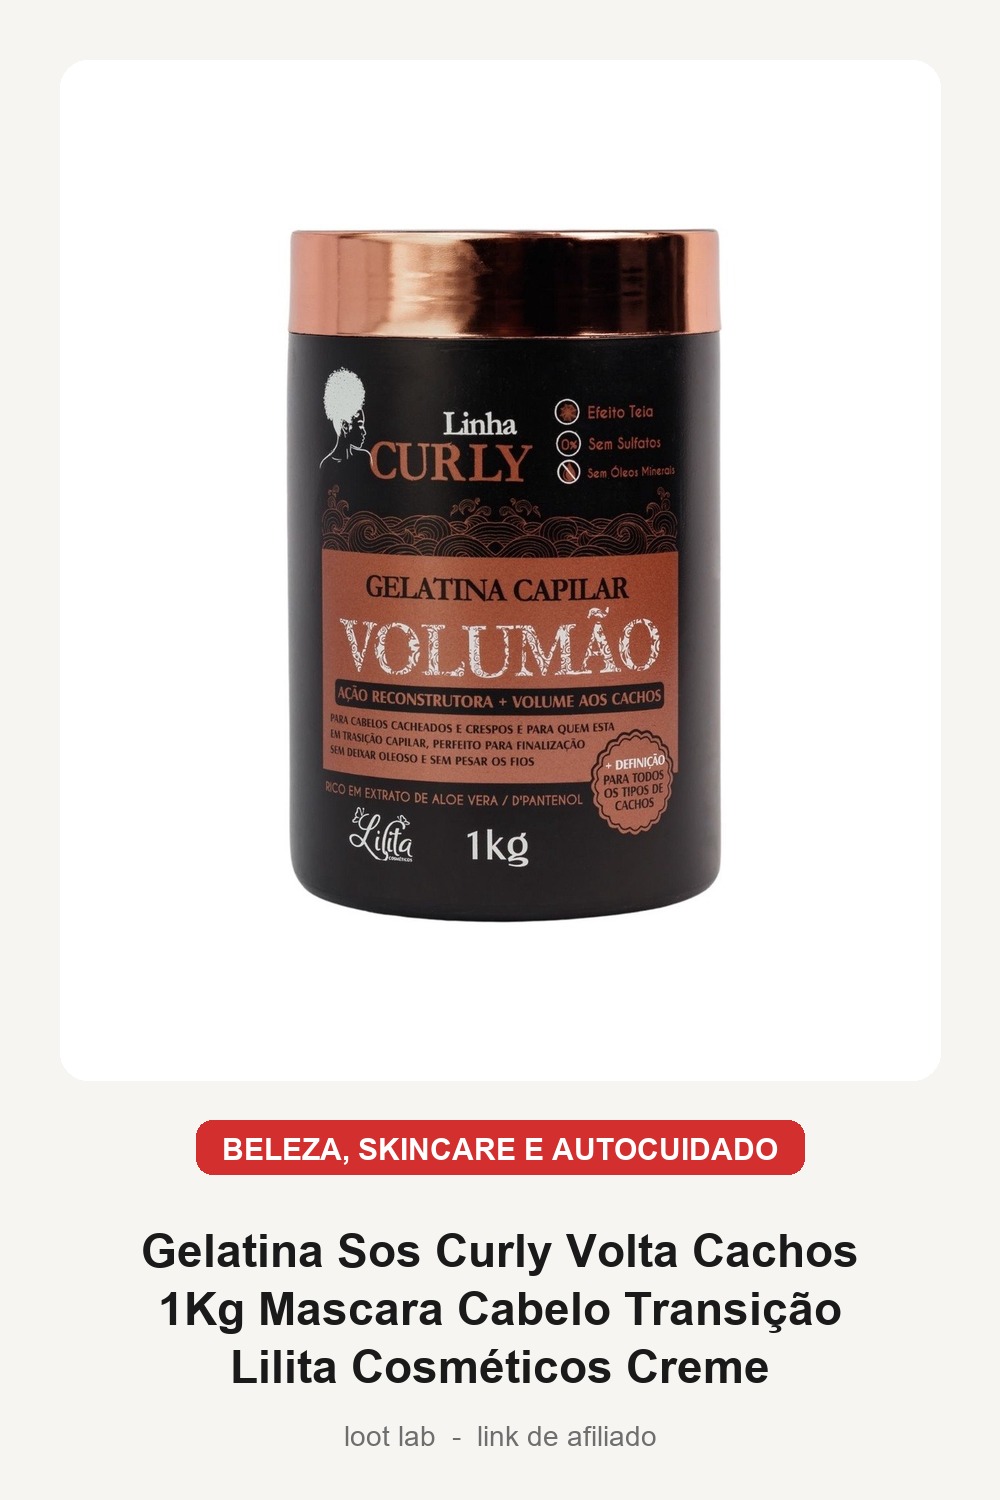 Linha
CURLY
Efeito Teia
0% Sem Sulfatos
Sem Óleos Minerais
GELATINA CAPILAR
VOLUMÃO
AÇÃO RECONSTRUTORA + VOLUME AOS CACHOS
PARA CABELOS CACHEADOS E CRESPOS E PARA QUEM ESTA
EM TRASIÇÃO CAPILAR, PERFEITO PARA FINALIZAÇÃO
SEM DEIXAR OLEOSO E SEM PESAR OS FIOS
+ DEFINIÇÃO
PARA TODOS
OS TIPOS DE
CACHOS
RICO EM EXTRATO DE ALOE VERA / D'PANTENOL
Lilita
COSMÉTICOS
1kg
BELEZA, SKINCARE E AUTOCUIDADO
Gelatina Sos Curly Volta Cachos
1Kg Mascara Cabelo Transição
Lilita Cosméticos Creme
loot lab - link de afiliado